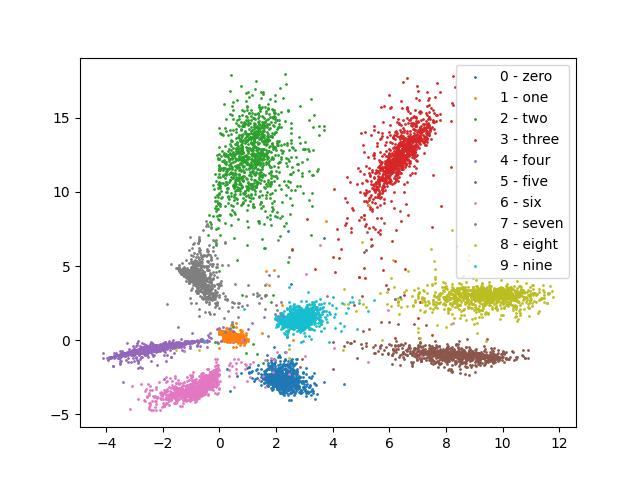 0 - zero
1 - one
2 - two
3 - three
4 - four
5 - five
6 - six
7 - seven
8 - eight
9 - nine
15
10
5
0
−5
−4 −2 0 2 4 6 8 10 12